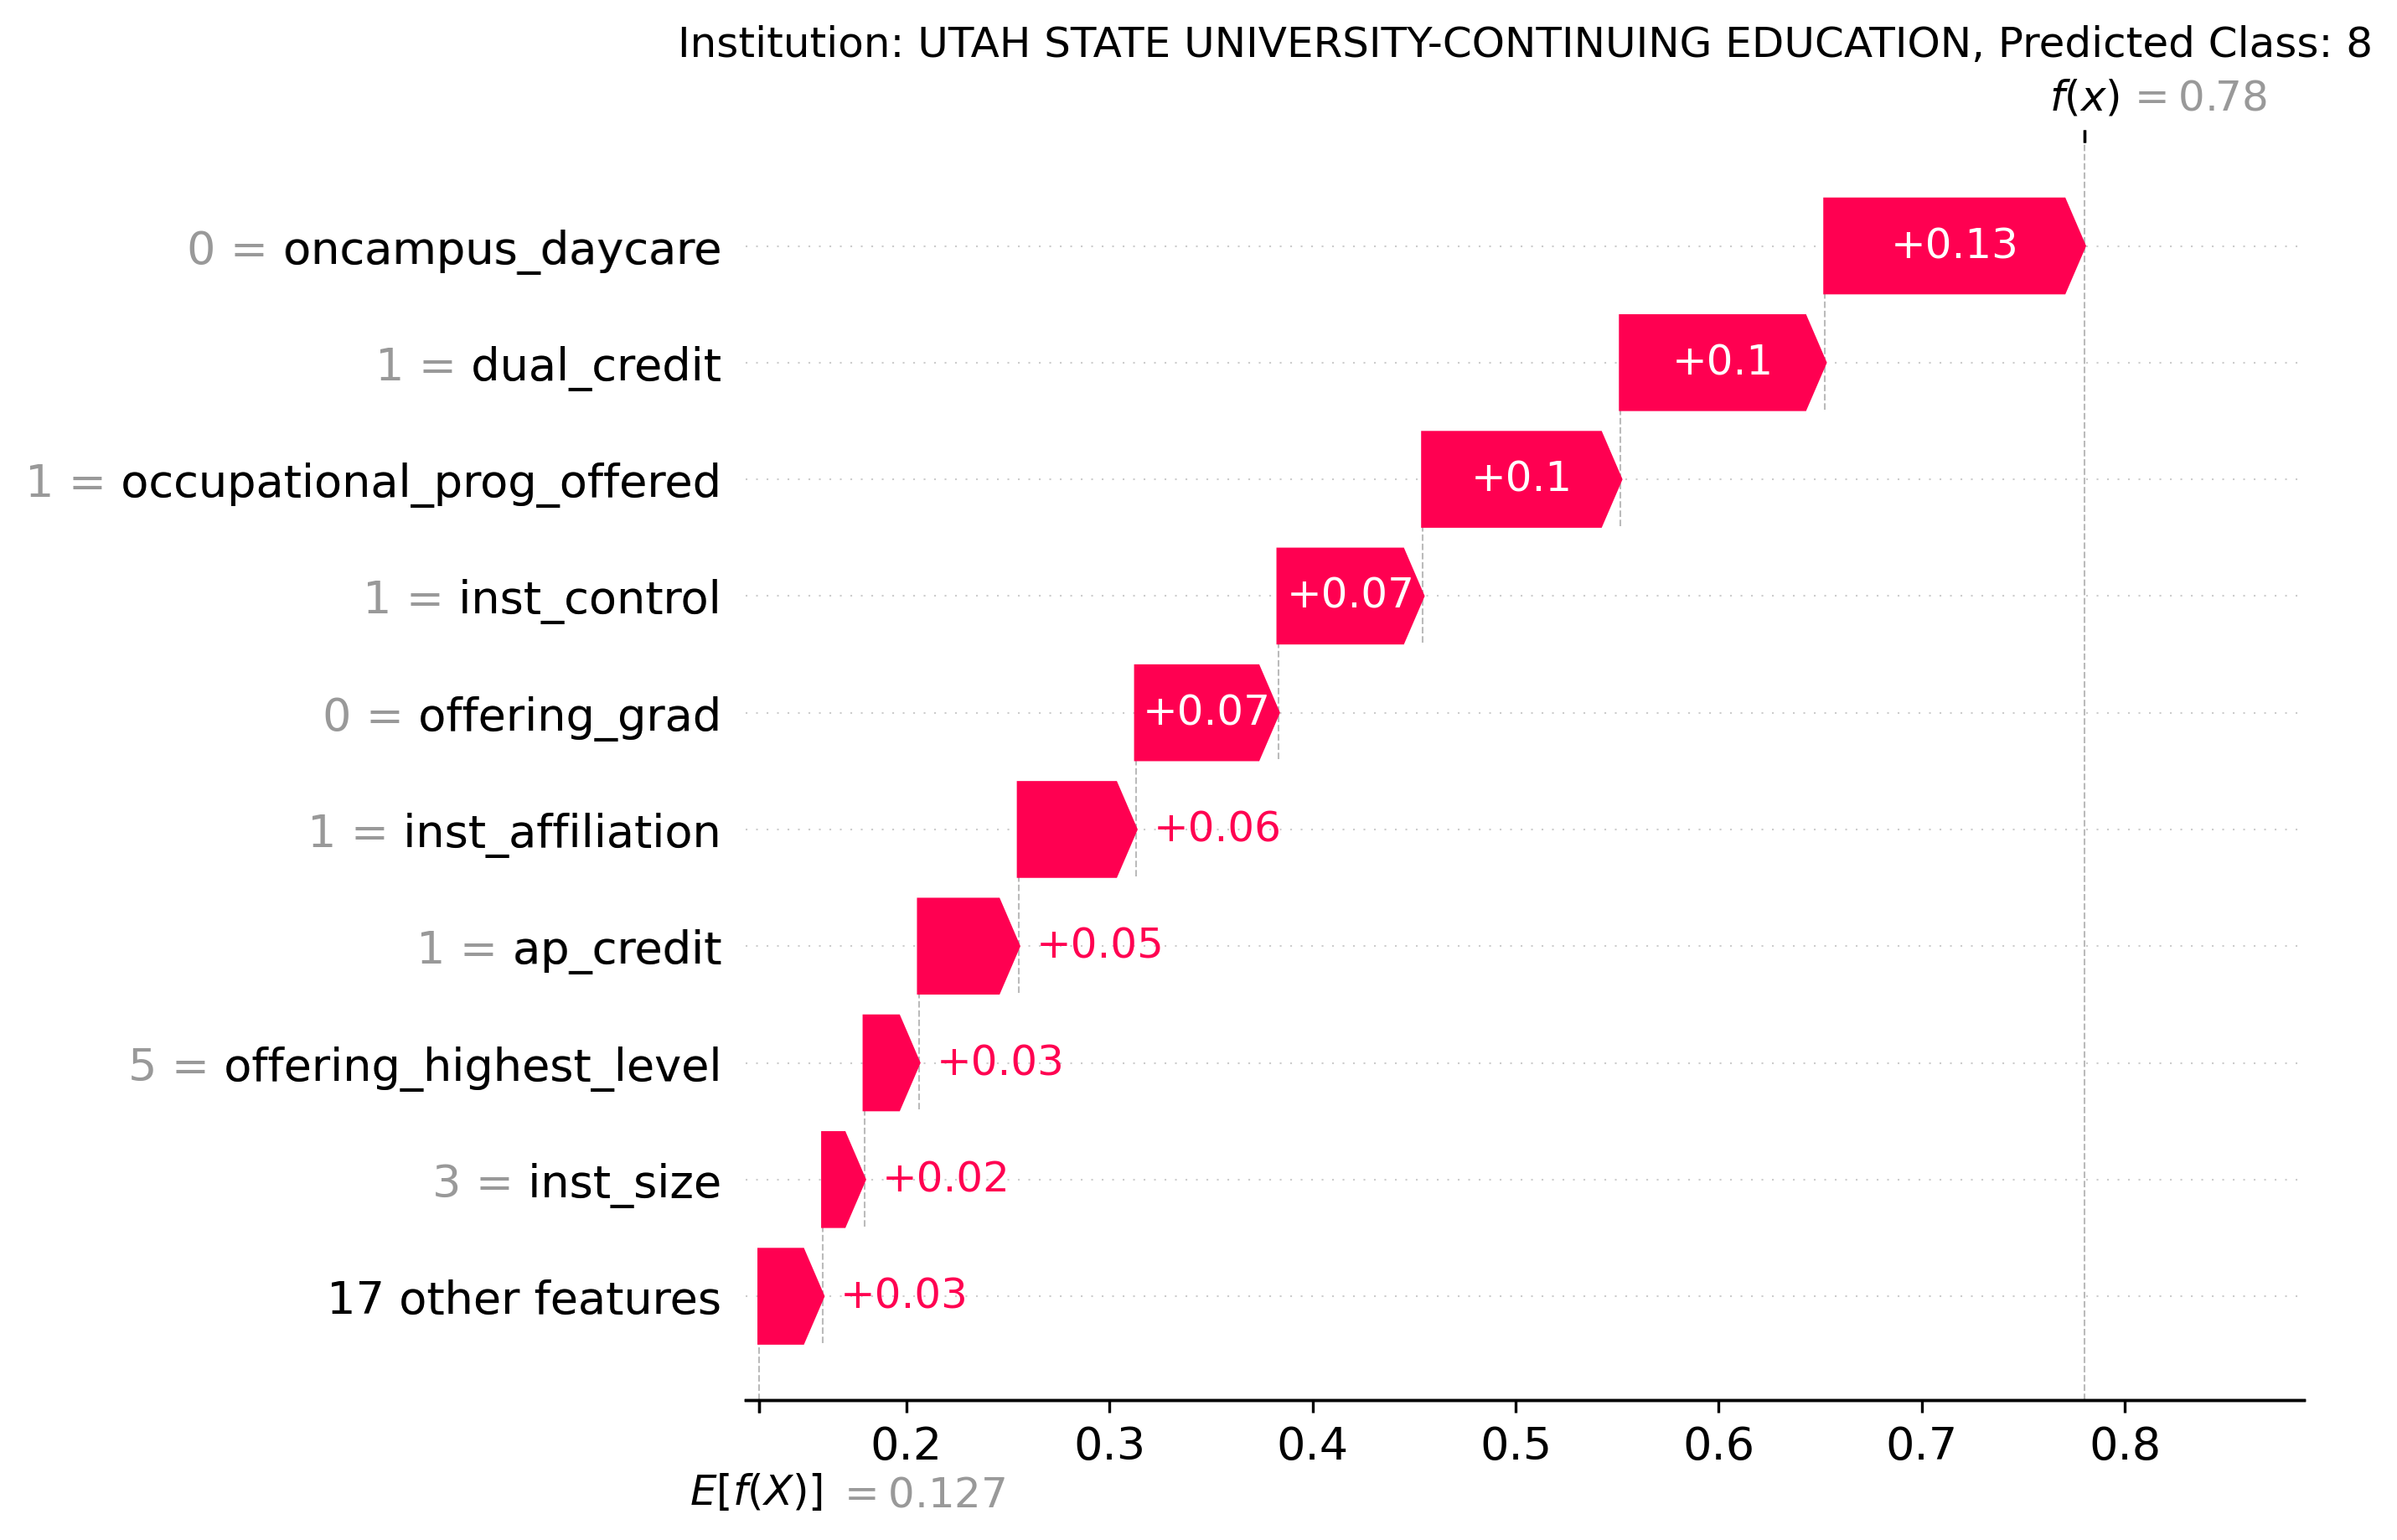 Institution: UTAH STATE UNIVERSITY-CONTINUING EDUCATION, Predicted Class: 8
f(x) = 0.78
0 = oncampus_daycare +0.13
1 = dual_credit +0.1
1 = occupational_prog_offered +0.1
1 = inst_control +0.07
0 = offering_grad +0.07
1 = inst_affiliation +0.06
1 = ap_credit +0.05
5 = offering_highest_level +0.03
3 = inst_size +0.02
17 other features +0.03
0.2 0.3 0.4 0.5 0.6 0.7 0.8
E[f(X)] = 0.127